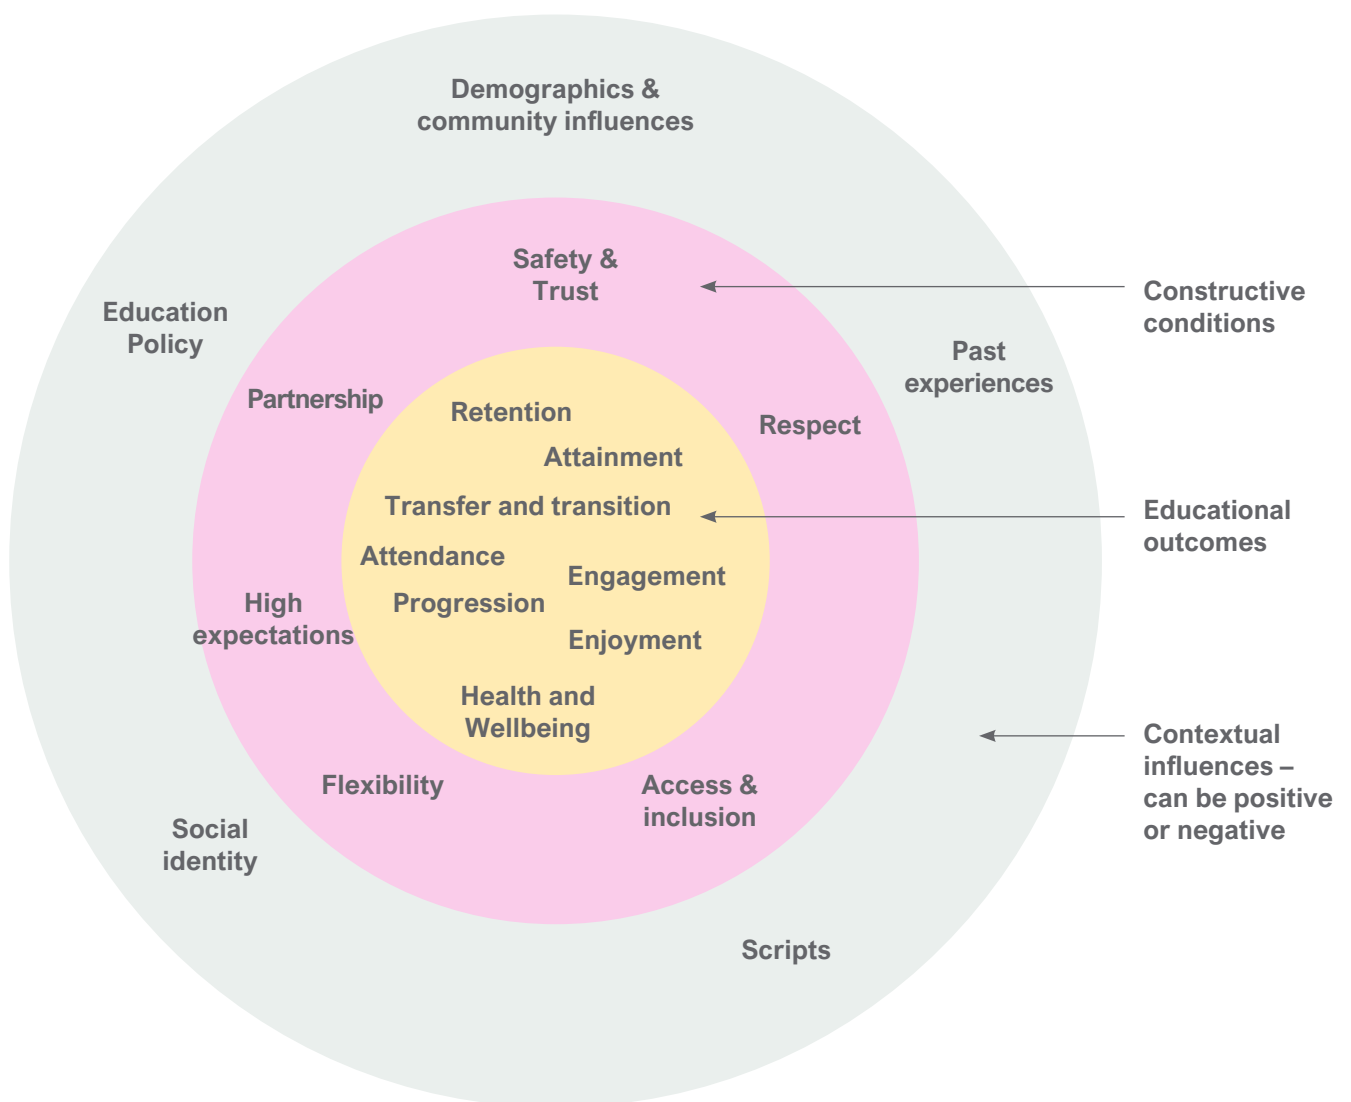 Demographics &
community influences
Safety &
Trust
Constructive
conditions
Education
Policy
Past
experiences
Partnership
Retention
Respect
Attainment
Transfer and transition
Educational
outcomes
Attendance
Engagement
Progression
High
expectations
Enjoyment
Health and
Wellbeing
Contextual
influences –
can be positive
or negative
Flexibility
Access &
inclusion
Social
identity
Scripts